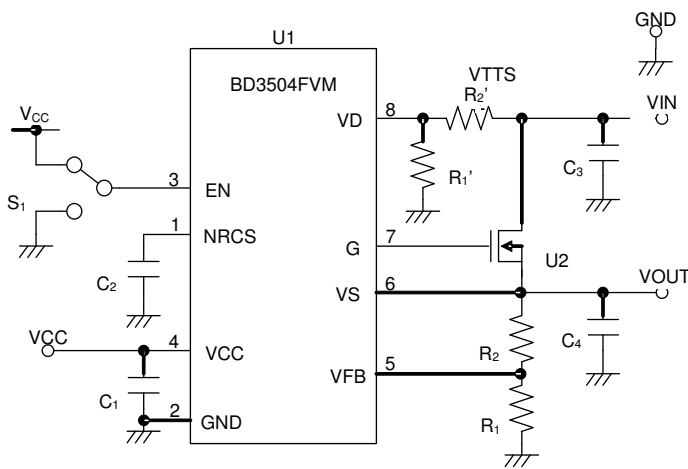 U1
BD3504FVM
GND
VTTS
R2'
VIN
8
VD
VCC
R1'
C3
3
EN
S1
1
NRCS
7
G
U2
C2
6
VS
VOUT
VCC
4
VCC
R2
C4
5
VFB
C1
2
GND
R1